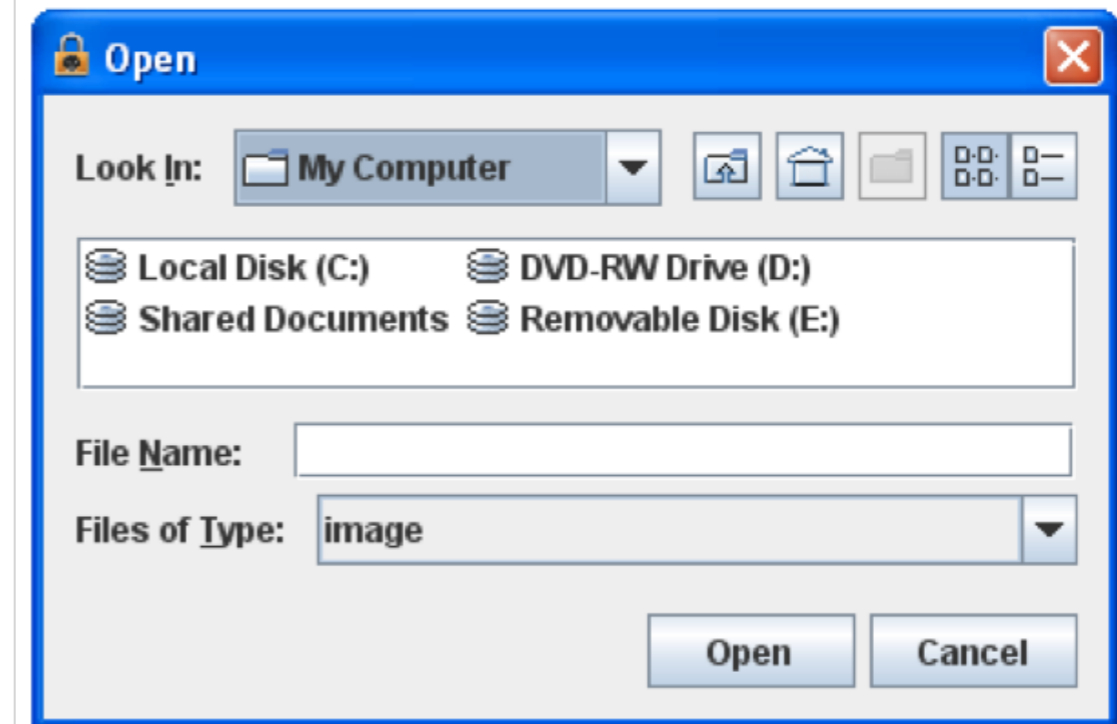 Open
Look In: My Computer
Local Disk (C:) DVD-RW Drive (D:)
Shared Documents Removable Disk (E:)
File Name:
Files of Type: image
Open Cancel